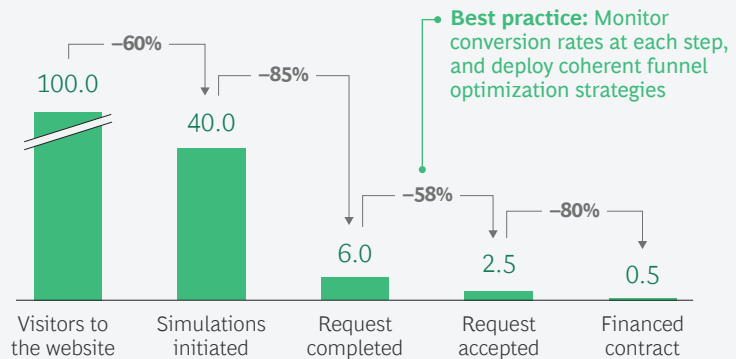 Best practice: Monitor
conversion rates at each step,
and deploy coherent funnel
optimization strategies
–60%
–85%
–58%
–80%
100.0
40.0
6.0
2.5
0.5
Visitors to
the website
Simulations
initiated
Request
completed
Request
accepted
Financed
contract